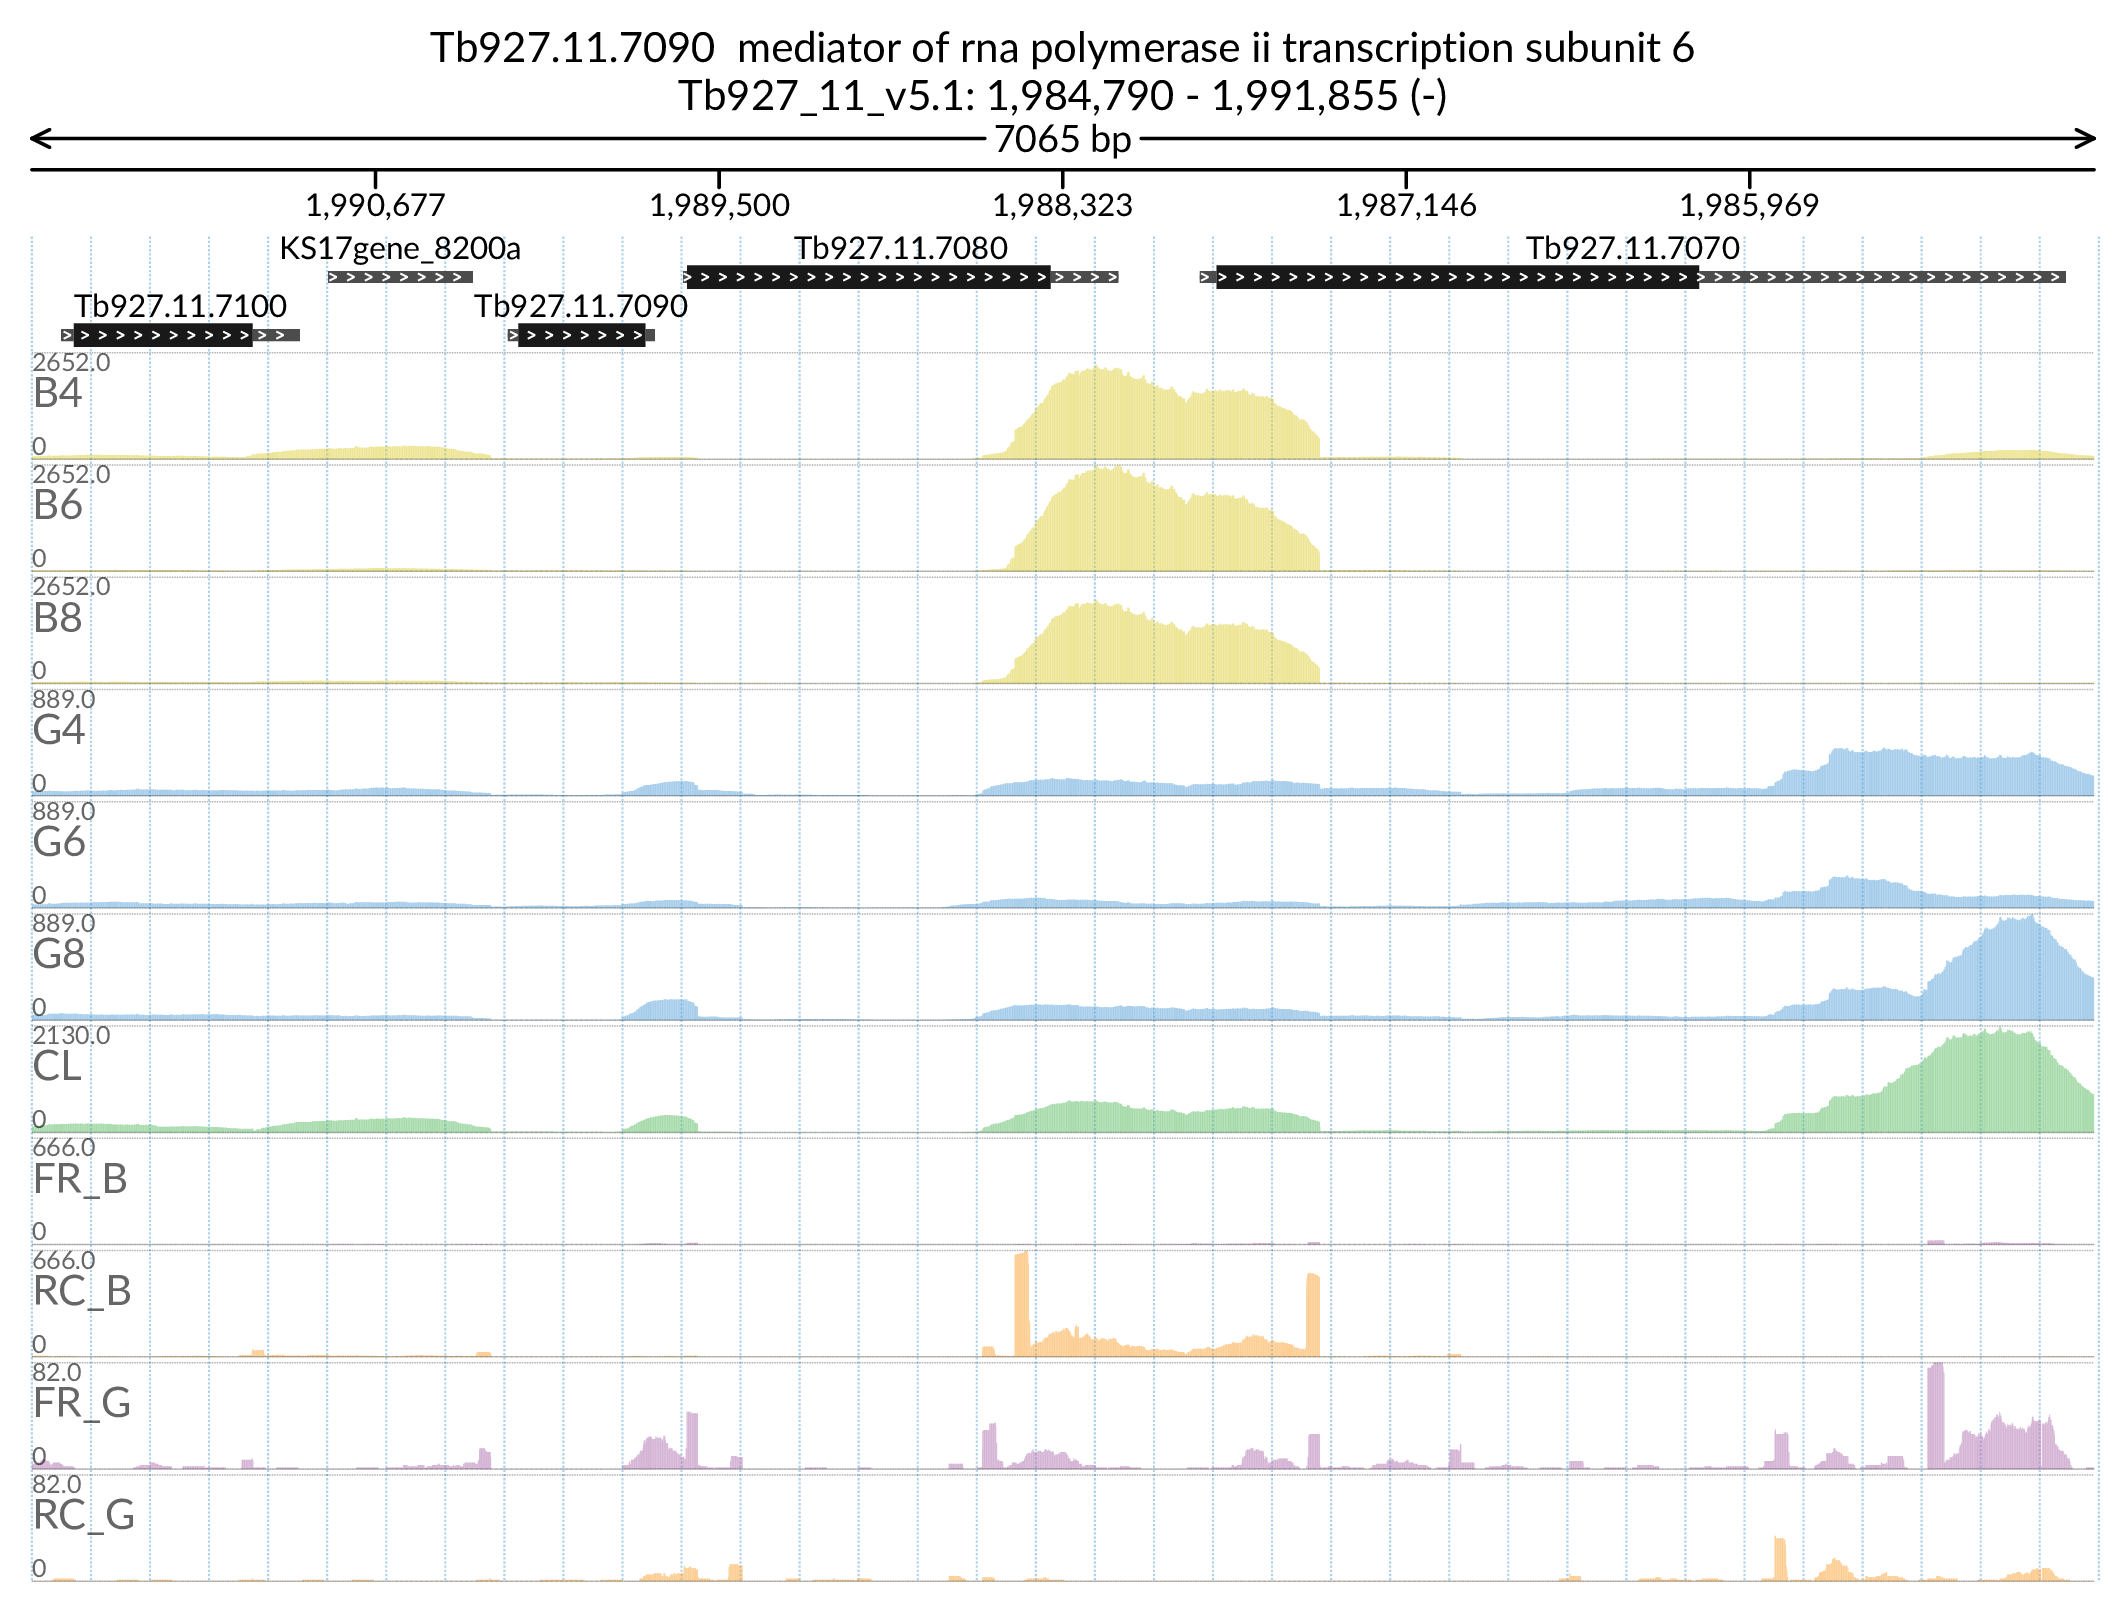 Tb927.11.7090  mediator of rna polymerase ii transcription subunit 6
Tb927_11_v5.1: 1,984,790 - 1,991,855 (-)
7065 bp
1,990,677 1,989,500 1,988,323 1,987,146 1,985,969
KS17gene_8200a Tb927.11.7080 Tb927.11.7070
Tb927.11.7100 Tb927.11.7090
2652.0
B4
0
2652.0
B6
0
2652.0
B8
0
889.0
G4
0
889.0
G6
0
889.0
G8
0
2130.0
CL
0
666.0
FR_B
0
666.0
RC_B
0
82.0
FR_G
0
82.0
RC_G
0